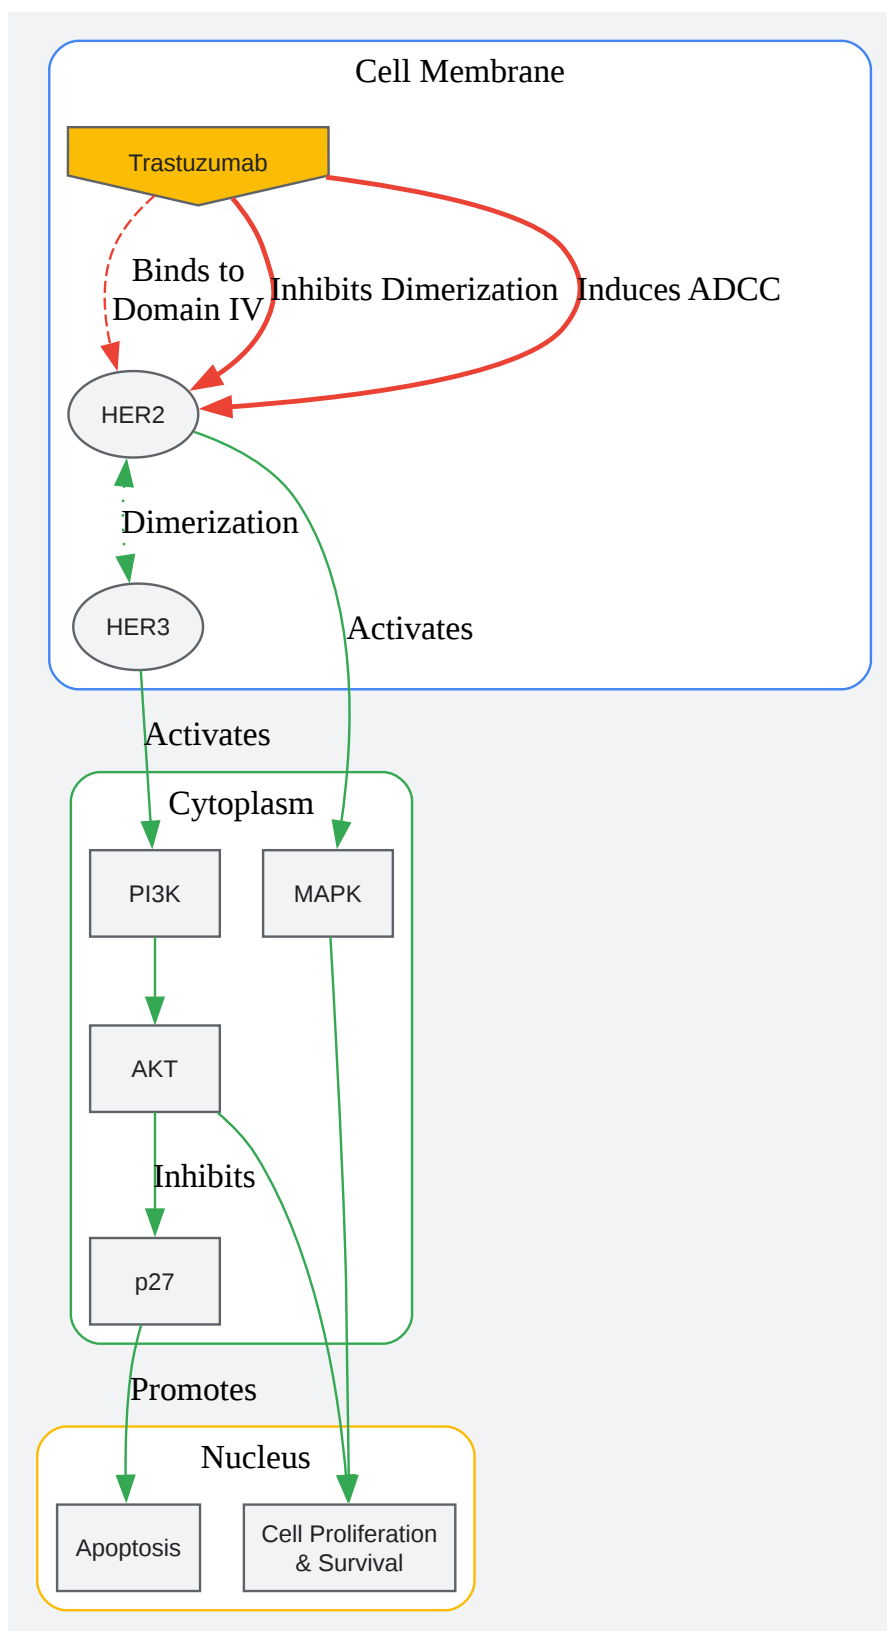 Cell Membrane
Trastuzumab
Binds to
Domain IV
Inhibits Dimerization
Induces ADCC
HER2
Dimerization
HER3
Activates
Activates
Cytoplasm
PI3K
MAPK
AKT
Inhibits
p27
Promotes
Nucleus
Apoptosis
Cell Proliferation
& Survival